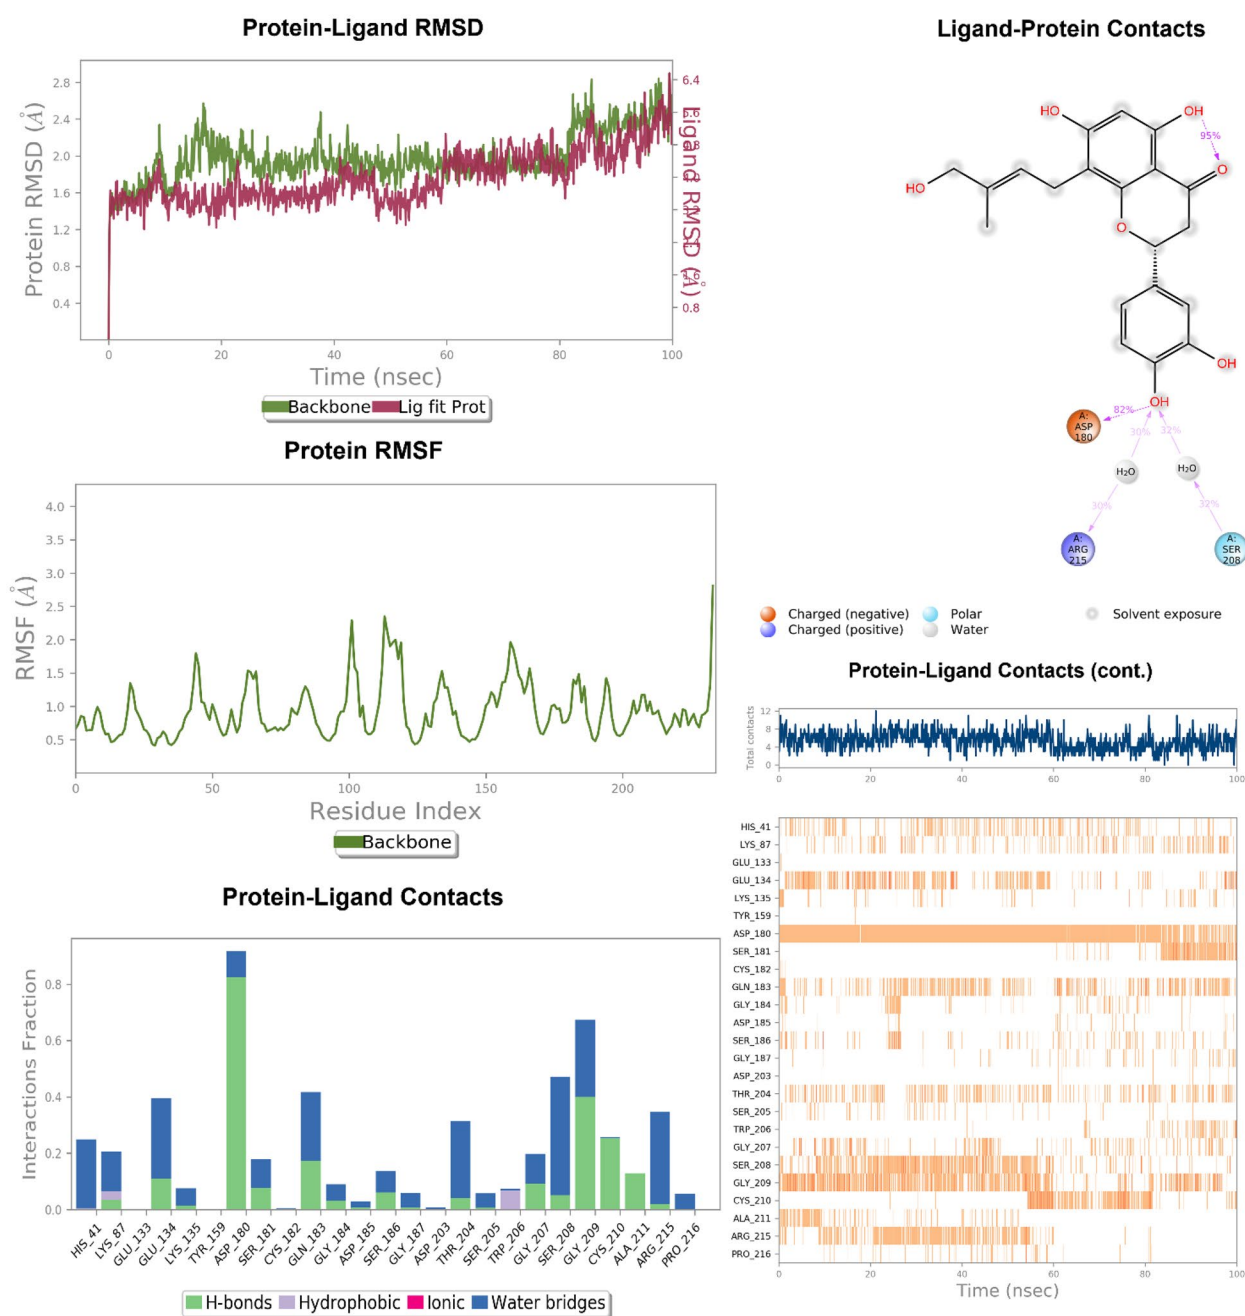 Protein-Ligand RMSD
Protein RMSD (Å)
2.8
2.4
2.0
1.6
1.2
0.8
0.4
6.4
0.8
Ligand RMSD (Å)
0 20 40 60 80 100
Time (nsec)
Backbone Lig fit Prot
Protein RMSF
RMSF (Å)
4.0
3.5
3.0
2.5
2.0
1.5
1.0
0.5
0 50 100 150 200
Residue Index
Backbone
Protein-Ligand Contacts
Interactions Fraction
0.8
0.6
0.4
0.2
0.0
HIS_41 LYS_87 GLU_133 GLU_134 LYS_135 TYR_159 ASP_180 SER_181 CYS_182 GLN_183 GLY_184 ASP_185 SER_186 GLY_187 ASP_203 THR_204 SER_205 TRP_206 GLY_207 SER_208 GLY_209 CYS_210 ALA_211 ARG_215 PRO_216
H-bonds Hydrophobic Ionic Water bridges
Ligand-Protein Contacts
HO OH
95%
O
HO
O
OH
OH
82%
A:
ASP
180
30% 32%
H₂O H₂O
30% 32%
A:
ARG
215
A:
SER
208
Charged (negative) Polar Solvent exposure
Charged (positive) Water
Protein-Ligand Contacts (cont.)
Total contacts
12
8
4
0
0 20 40 60 80 100
HIS_41
LYS_87
GLU_133
GLU_134
LYS_135
TYR_159
ASP_180
SER_181
CYS_182
GLN_183
GLY_184
ASP_185
SER_186
GLY_187
ASP_203
THR_204
SER_205
TRP_206
GLY_207
SER_208
GLY_209
CYS_210
ALA_211
ARG_215
PRO_216
0 20 40 60 80 100
Time (nsec)